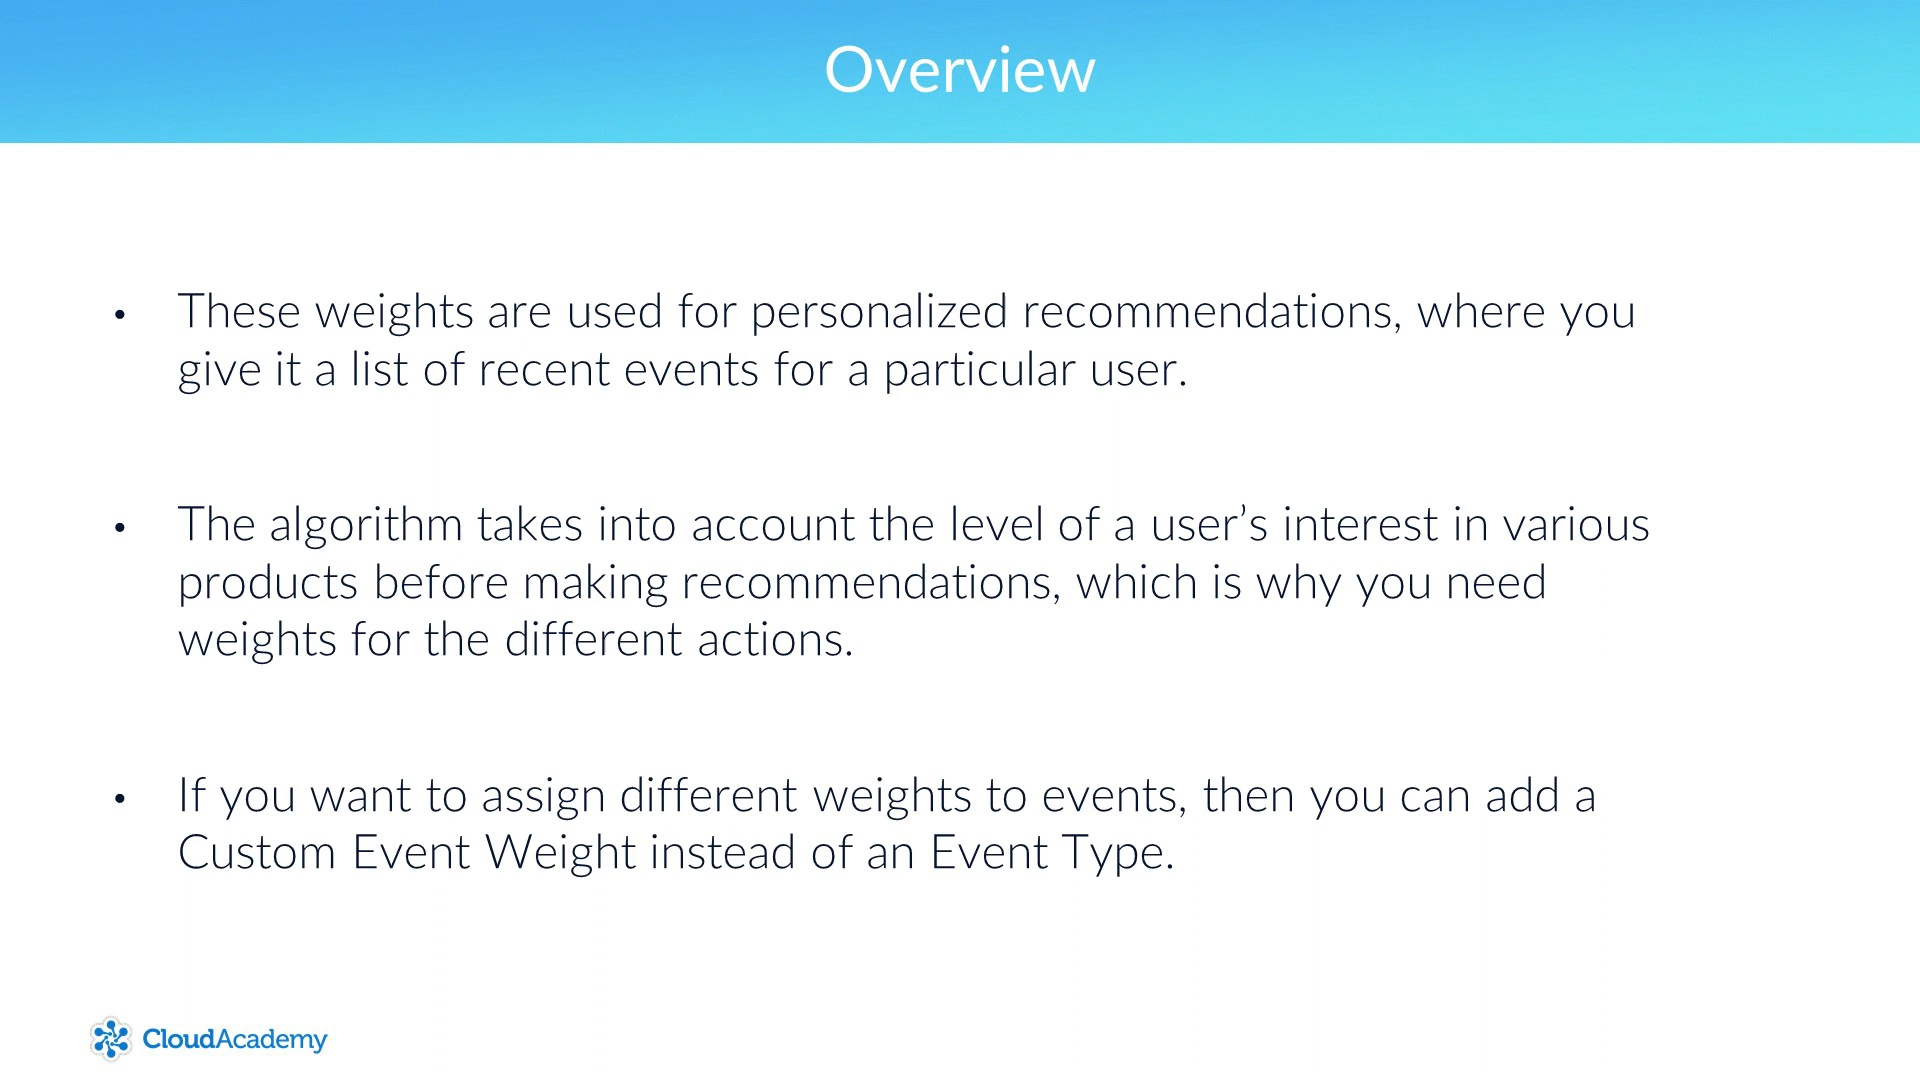 Overview
• These weights are used for personalized recommendations, where you
give it a list of recent events for a particular user.
• The algorithm takes into account the level of a user’s interest in various
products before making recommendations, which is why you need
weights for the different actions.
• If you want to assign different weights to events, then you can add a
Custom Event Weight instead of an Event Type.
CloudAcademy